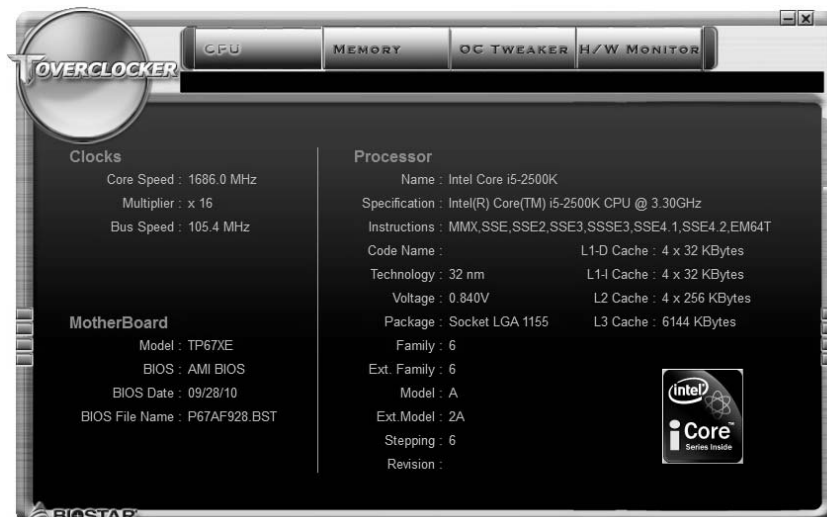 CPU
MEMORY
OC TWEAKER
H/W MONITOR
TOVERCLOCKER
Clocks
Core Speed : 1686.0 MHz
Multiplier : x 16
Bus Speed : 105.4 MHz
MotherBoard
Model : TP67XE
BIOS : AMI BIOS
BIOS Date : 09/28/10
BIOS File Name : P67AF928.BST
Processor
Name : Intel Core i5-2500K
Specification : Intel(R) Core(TM) i5-2500K CPU @ 3.30GHz
Instructions : MMX,SSE,SSE2,SSE3,SSSE3,SSE4.1,SSE4.2,EM64T
Code Name :
L1-D Cache : 4 x 32 KBytes
Technology : 32 nm
L1-I Cache : 4 x 32 KBytes
Voltage : 0.840V
L2 Cache : 4 x 256 KBytes
Package : Socket LGA 1155
L3 Cache : 6144 KBytes
Family : 6
Ext. Family : 6
Model : A
Ext.Model : 2A
Stepping : 6
Revision :
intel
Core™
Series Inside
BIOSTAR